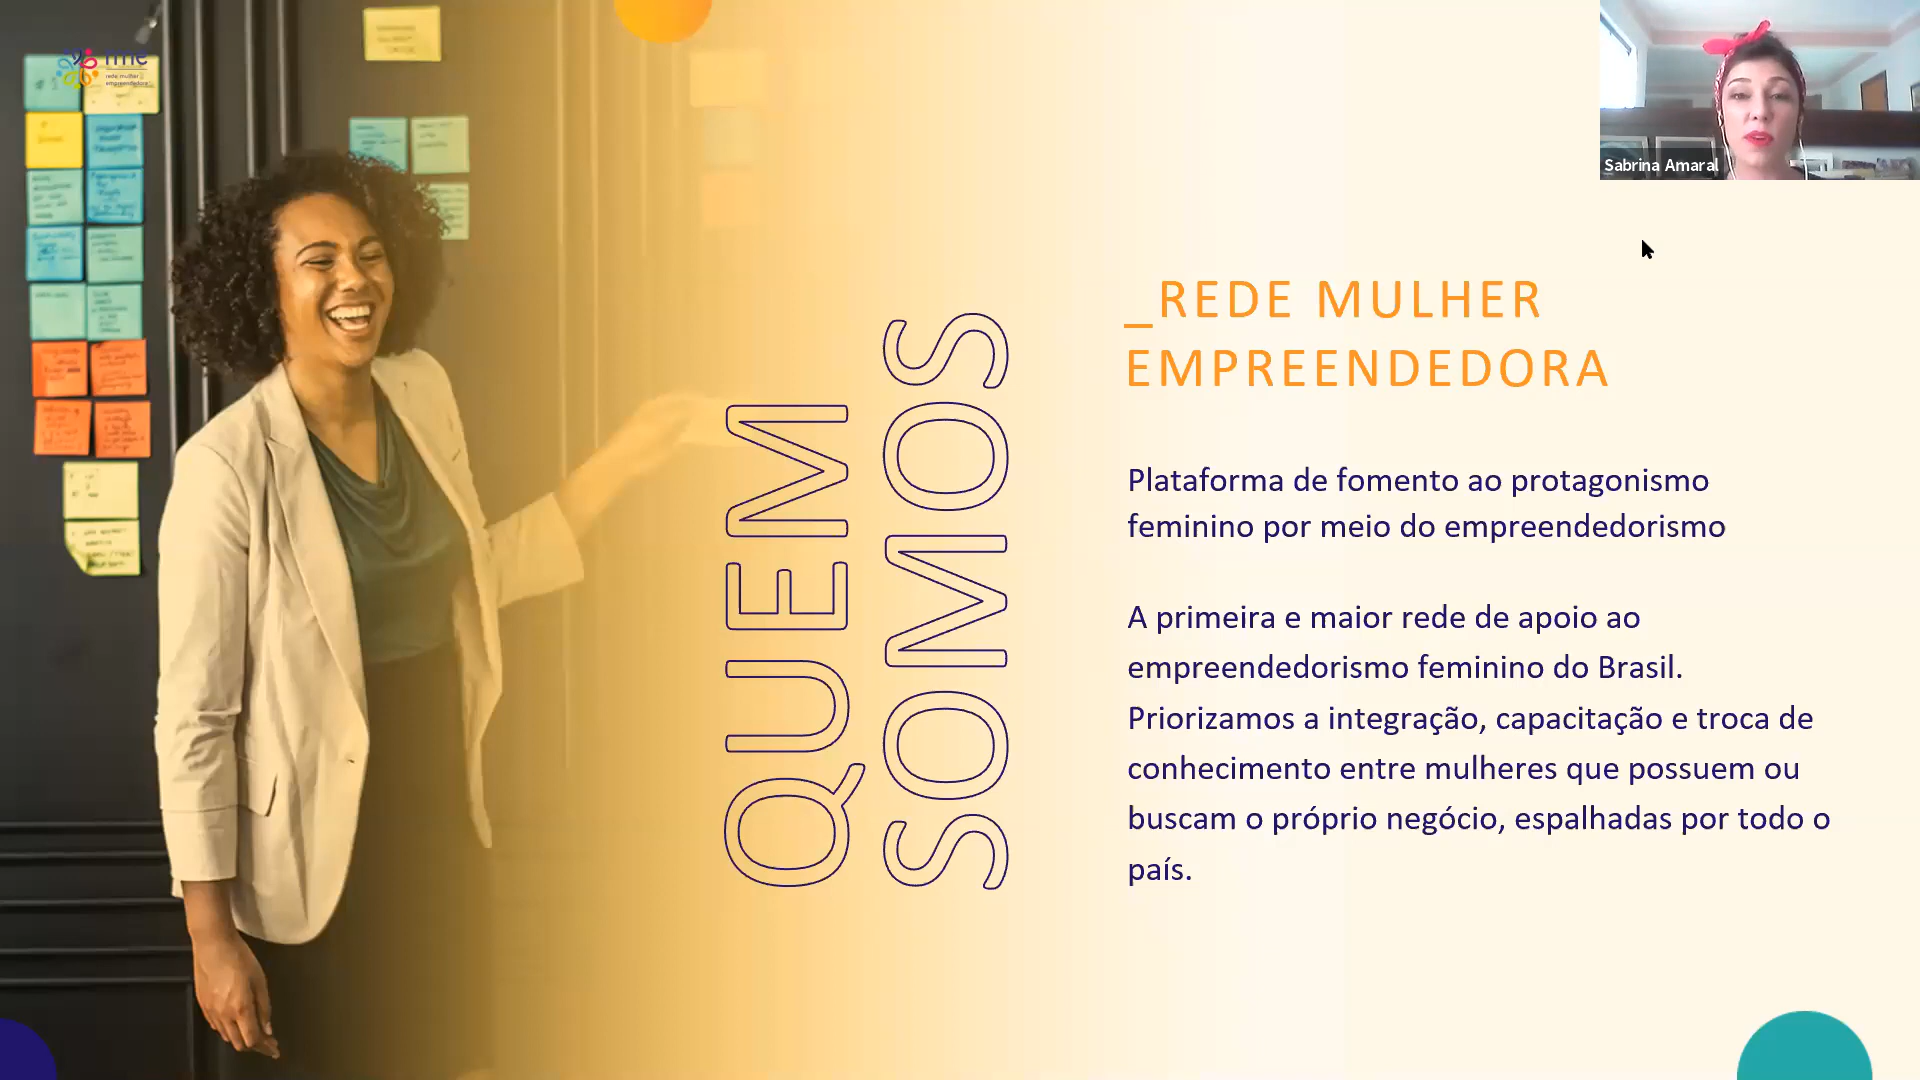 rme
rede mulher
empreendedora
Sabrina Amaral
QUEM
SOMOS
_REDE MULHER
EMPREENDEDORA
Plataforma de fomento ao protagonismo
feminino por meio do empreendedorismo
A primeira e maior rede de apoio ao
empreendedorismo feminino do Brasil.
Priorizamos a integração, capacitação e troca de
conhecimento entre mulheres que possuem ou
buscam o próprio negócio, espalhadas por todo o
país.